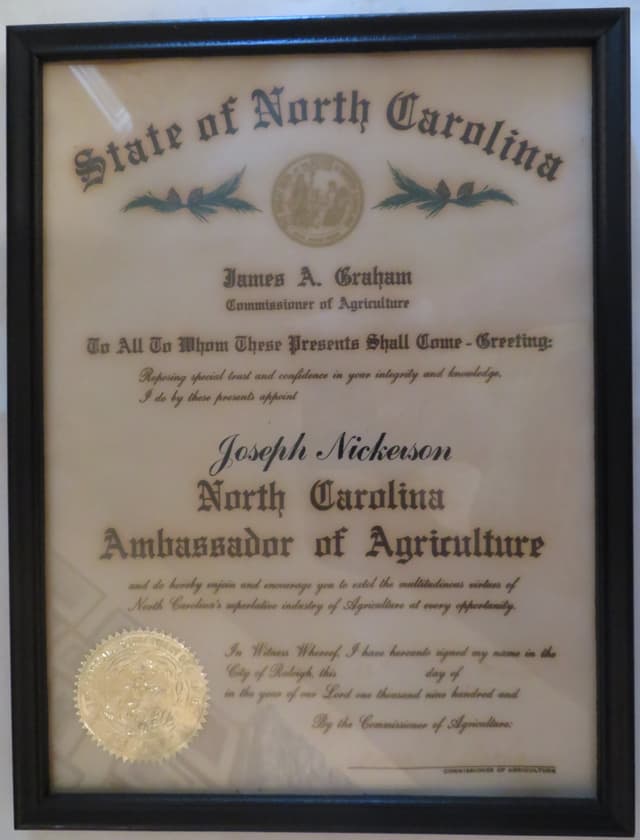 State of North Carolina
James A. Graham
Commissioner of Agriculture
To All To Whom These Presents Shall Come - Greeting:
Reposing special trust and confidence in your integrity and knowledge,
I do by these presents appoint
Joseph Nickerson
North Carolina
Ambassador of Agriculture
and do hereby enjoin and encourage you to extol the multitudinous virtues of
North Carolina's superlative industry of Agriculture at every opportunity.
In Witness Whereof, I have hereunto signed my name in the
City of Raleigh, this day of
in the year of our Lord one thousand nine hundred and
By the Commissioner of Agriculture:
COMMISSIONER OF AGRICULTURE